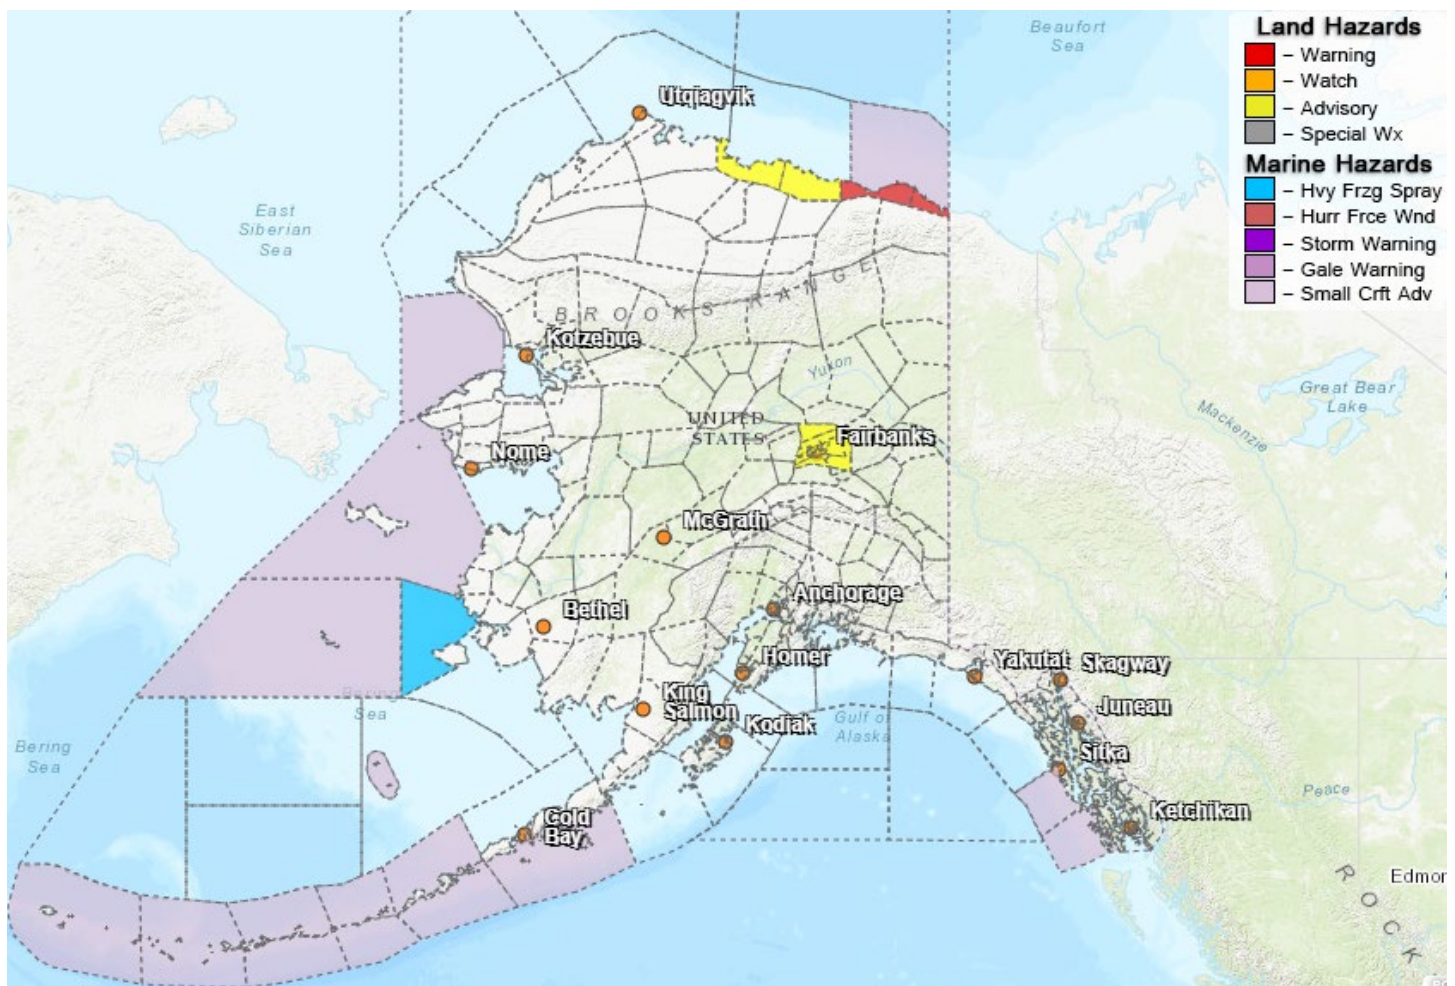 Beaufort
Sea
Land Hazards
– Warning
– Watch
– Advisory
– Special Wx
Marine Hazards
– Hvy Frzg Spray
– Hurr Frce Wnd
– Storm Warning
– Gale Warning
– Small Crft Adv
Utqiagvik
East
Siberian
Sea
BROOKS RANGE
Kotzebue
Yukon
Great Bear
Lake
Mackenzie
UNITED
STATES
Fairbanks
Nome
McGrath
Anchorage
Bethel
Homer
Yakutat
Skagway
King
Salmon
Bering
Sea
Juneau
Kodiak
Gulf of
Alaska
Bering
Sea
Sitka
Peace
Cold
Bay
Ketchikan
Edmor
ROCK